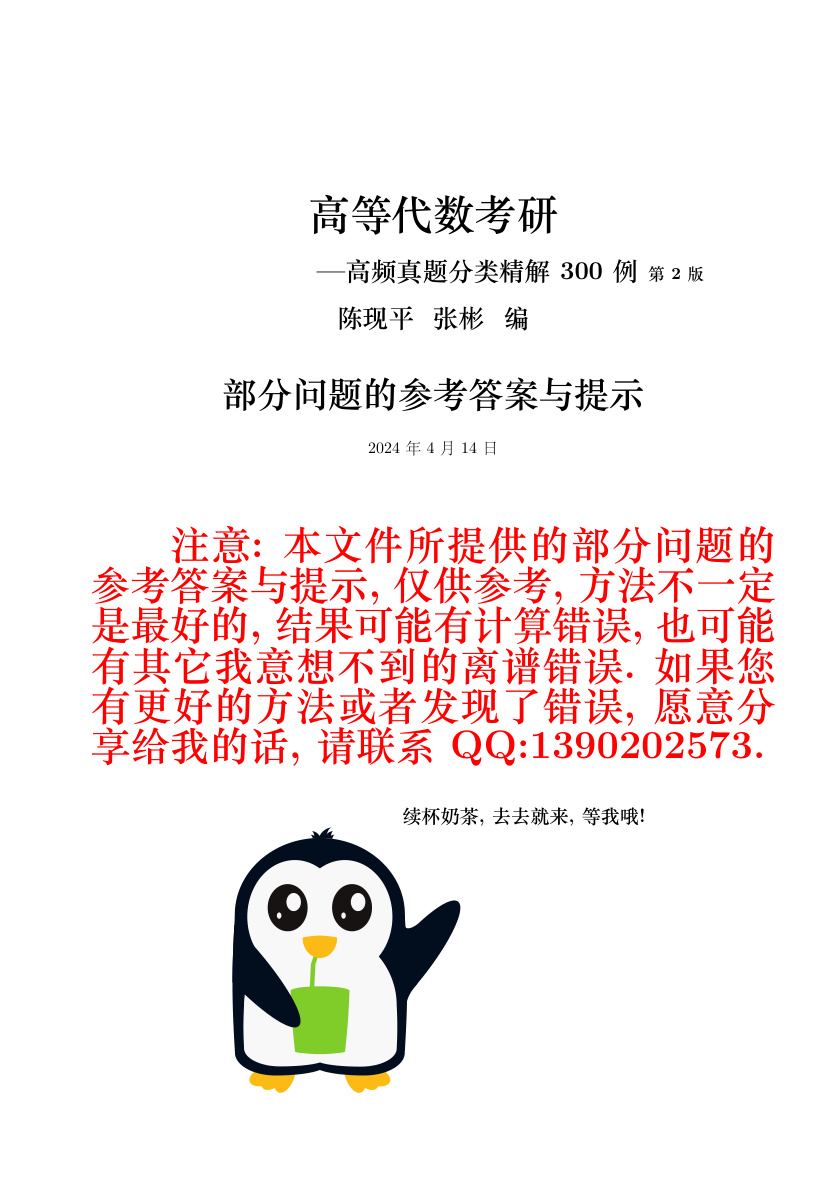 高等代数考研
—高频真题分类精解 300 例 第 2 版
陈现平 张彬 编
部分问题的参考答案与提示
2024 年 4 月 14 日
注意: 本文件所提供的部分问题的
参考答案与提示, 仅供参考, 方法不一定
是最好的, 结果可能有计算错误, 也可能
有其它我意想不到的离谱错误. 如果您
有更好的方法或者发现了错误, 愿意分
享给我的话, 请联系 QQ:1390202573.
续杯奶茶, 去去就来, 等我哦!